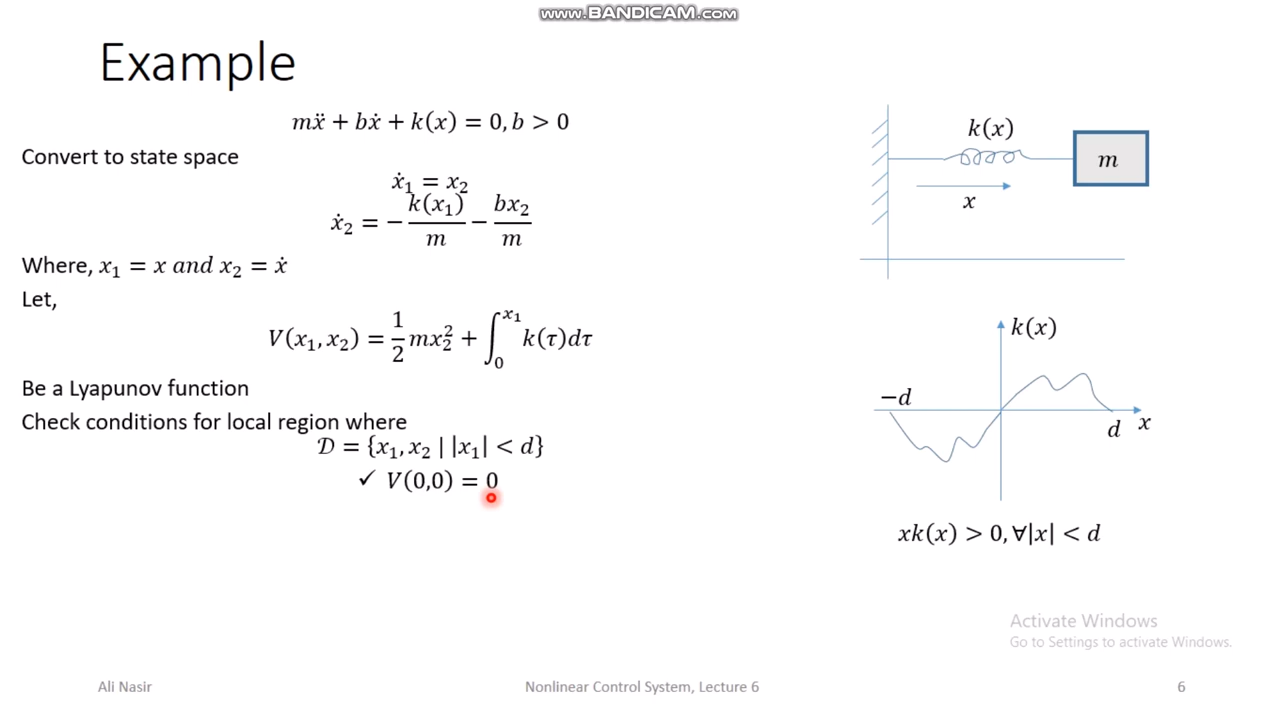 www.BANDICAM.com
Example
mẍ + bẋ + k(x) = 0, b > 0
Convert to state space
ẋ₁ = x₂
ẋ₂ = − k(x₁)/m − bx₂/m
Where, x₁ = x and x₂ = ẋ
Let,
V(x₁, x₂) = 1/2 mx₂² + ∫₀^x₁ k(τ)dτ
Be a Lyapunov function
Check conditions for local region where
𝒟 = {x₁, x₂ | |x₁| < d}
✓ V(0,0) = 0
k(x)
m
x
k(x)
−d
d x
xk(x) > 0, ∀|x| < d
Activate Windows
Go to Settings to activate Windows.
Ali Nasir
Nonlinear Control System, Lecture 6
6